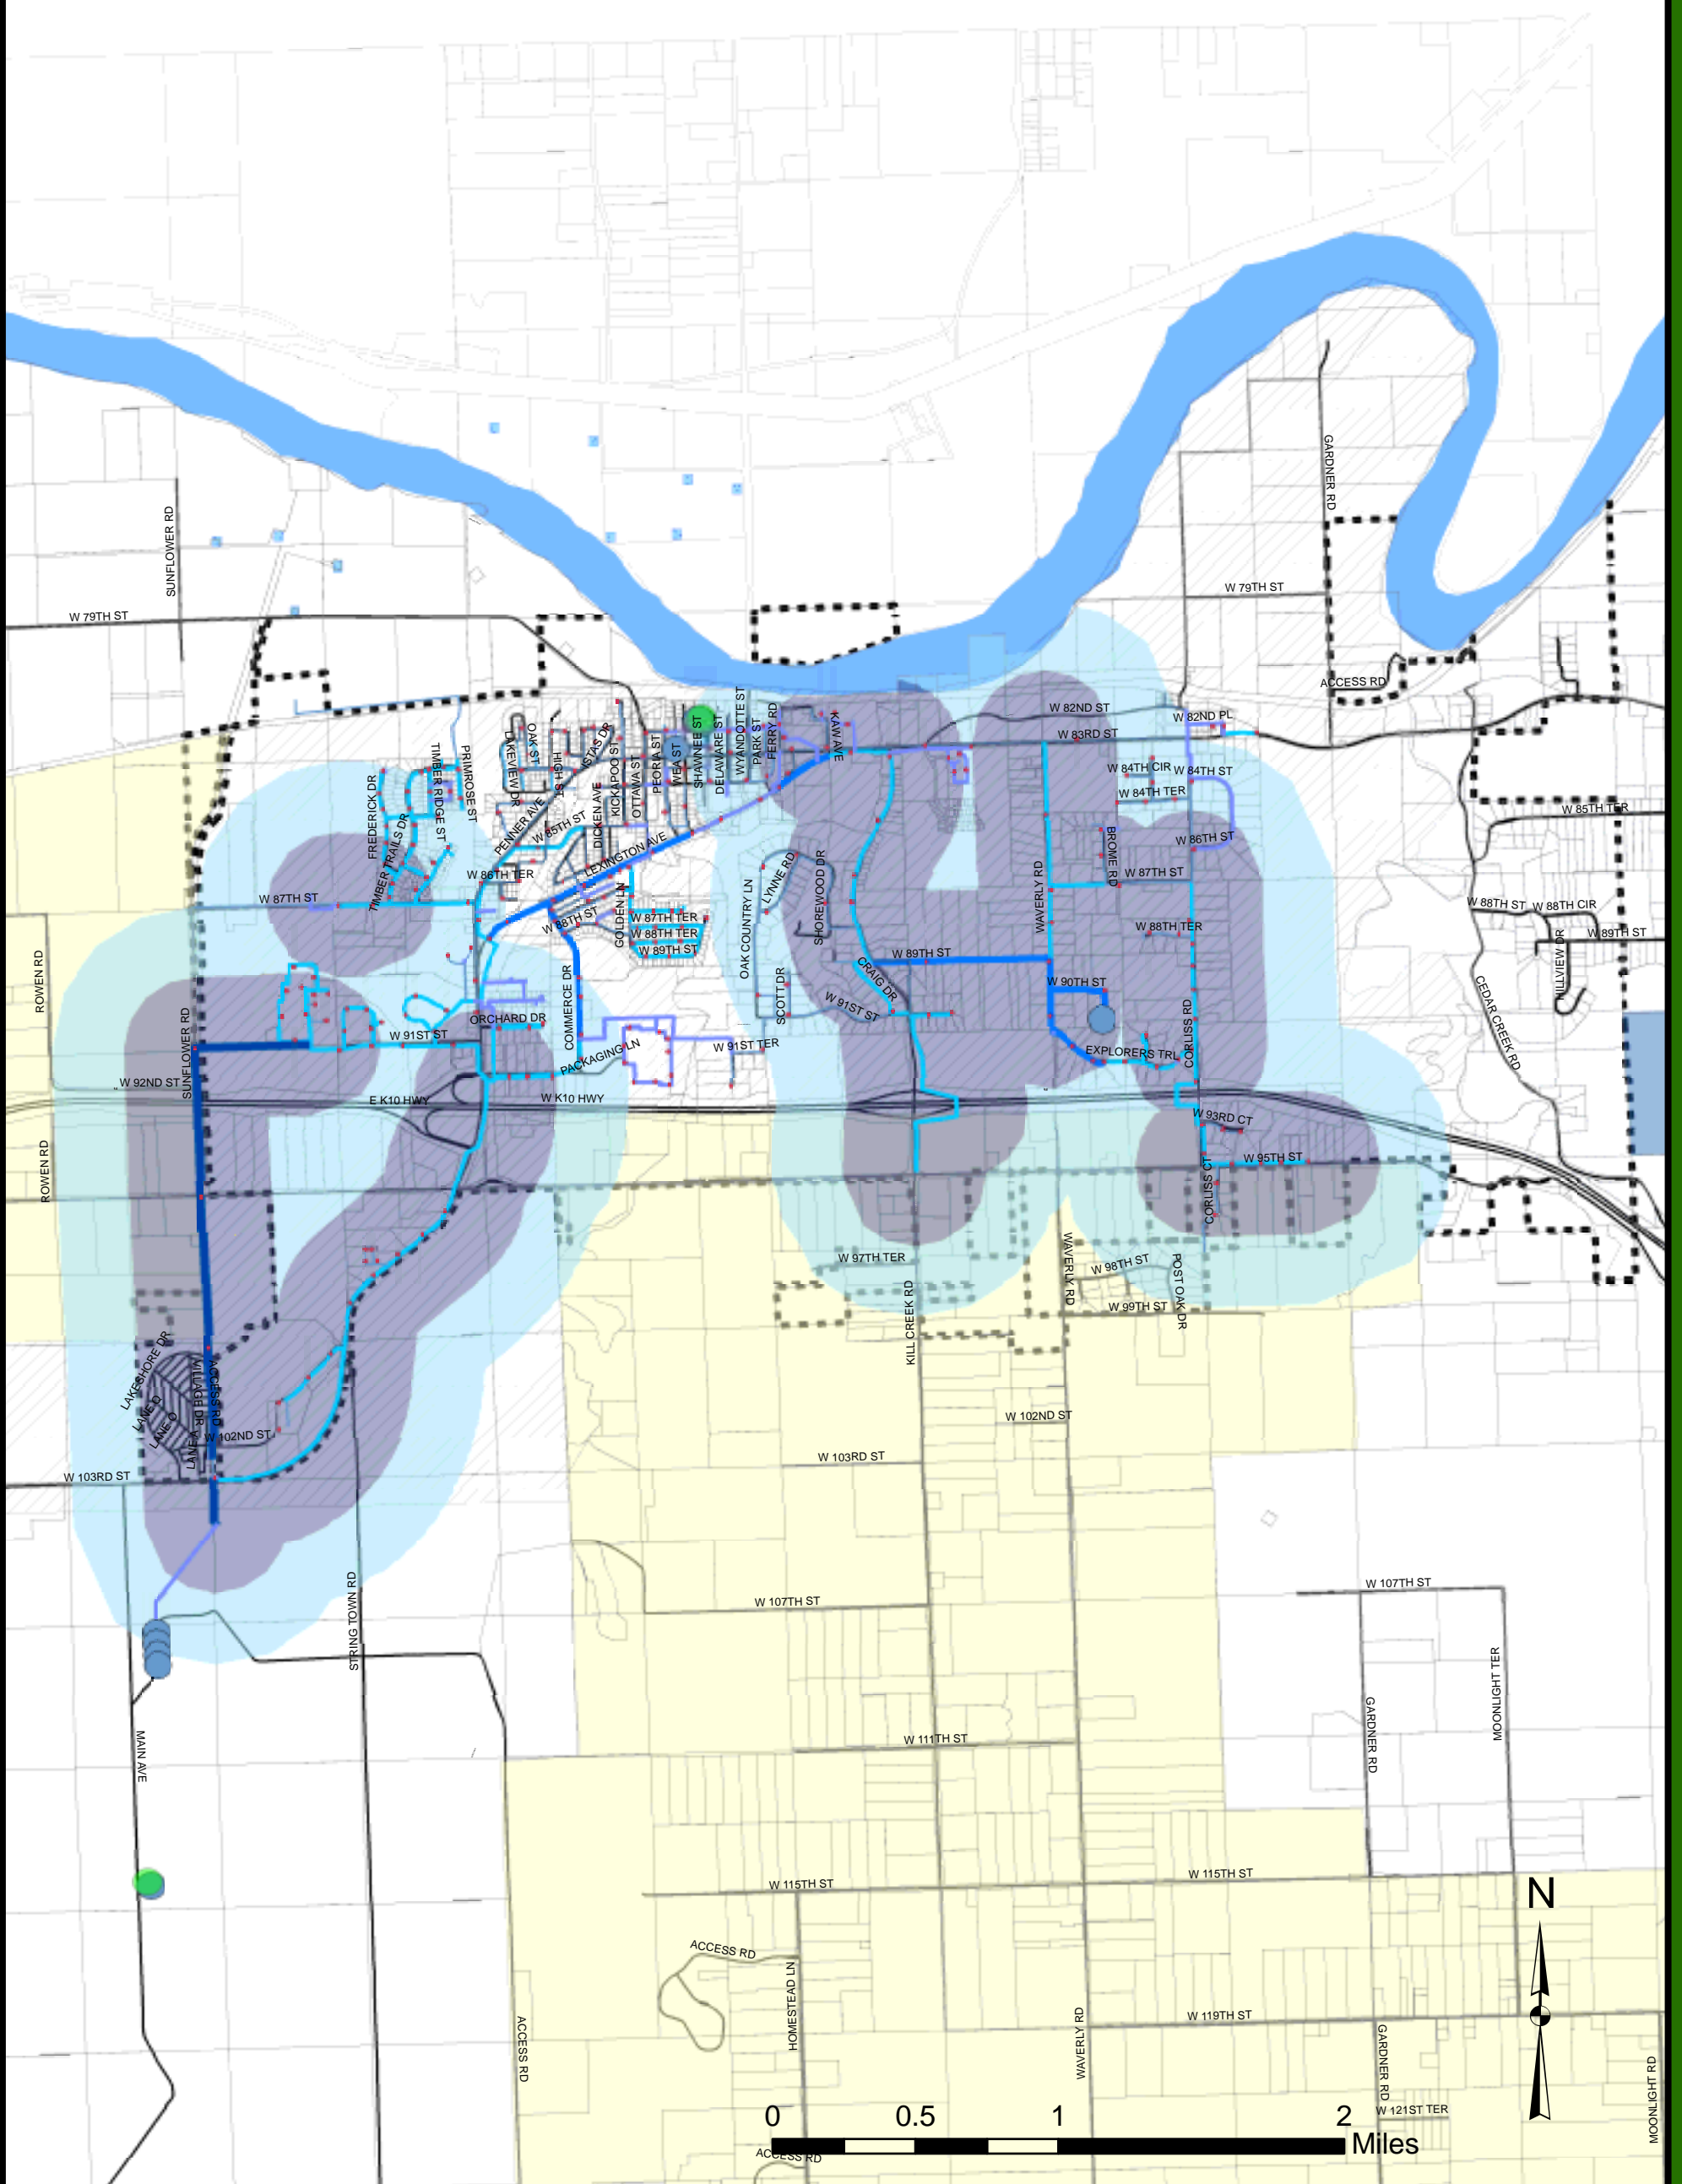 GARDNER RD
SUNFLOWER RD
W 79TH ST
W 79TH ST
ACCESS RD
W 82ND ST
W 82ND PL
W 83RD ST
OAK ST
LAKEVIEW DR
HIGH ST
KICKAPOO ST
OTTAWA ST
PEORIA ST
SHAWNEE ST
DELAWARE ST
WYANDOTTE ST
PARK ST
FERRY RD
KAW AVE
TIMBER RIDGE ST
PRIMROSE ST
FREDERICK DR
TIMBER TRAILS DR
PENNER AVE
W 85TH ST
DICKEN AVE
LEXINGTON AVE
W 84TH CIR
W 84TH ST
W 84TH TER
W 85TH TER
W 86TH ST
W 86TH TER
BROME RD
W 87TH ST
W 87TH ST
WAVERLY RD
LYNNE RD
SHOREWOOD DR
OAK COUNTRY LN
GOLDEN LN
W 87TH TER
W 88TH ST
W 88TH TER
W 89TH ST
W 88TH TER
W 88TH ST
W 88TH CIR
W 89TH ST
HILLVIEW DR
ROWEN RD
W 89TH ST
CRAIG DR
SCOTT DR
W 91ST ST
W 90TH ST
CEDAR CREEK RD
CORLISS RD
COMMERCE DR
ORCHARD DR
W 91ST ST
SUNFLOWER RD
PACKAGING LN
W 91ST TER
EXPLORERS TRL
W 92ND ST
E K10 HWY
W K10 HWY
W 93RD CT
W 95TH ST
CORLISS CT
ROWEN RD
W 97TH TER
WAVERLY RD
W 98TH ST
POST OAK DR
W 99TH ST
KILL CREEK RD
LAKESHORE DR
VILLAGE DR
ACCESS RD
LANE Q
LANE O
LANE A
W 102ND ST
W 102ND ST
W 103RD ST
W 103RD ST
STRING TOWN RD
W 107TH ST
W 107TH ST
MOONLIGHT TER
GARDNER RD
MAIN AVE
W 111TH ST
W 115TH ST
W 115TH ST
N
ACCESS RD
HOMESTEAD LN
ACCESS RD
WAVERLY RD
W 119TH ST
GARDNER RD
MOONLIGHT RD
W 121ST TER
0 0.5 1 2
Miles
ACCESS RD